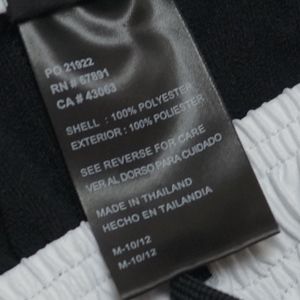 PO 21922
RN # 67891
CA # 43063
SHELL : 100% POLYESTER
EXTERIOR : 100% POLIESTER
SEE REVERSE FOR CARE
VER AL DORSO PARA CUIDADO
MADE IN THAILAND
HECHO EN TAILANDIA
M-10/12
M-10/12